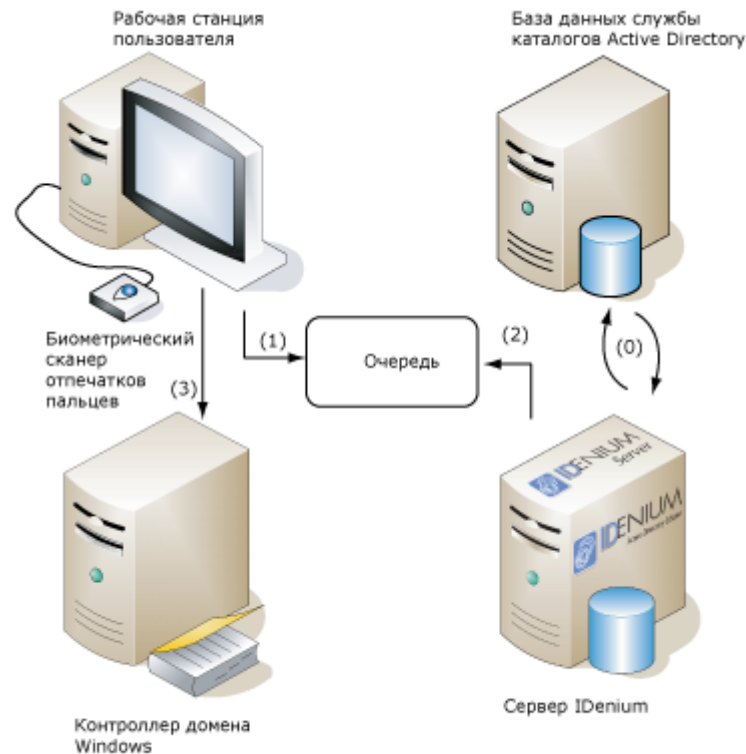 Рабочая станция
пользователя
База данных службы
каталогов Active Directory
Биометрический
сканер
отпечатков
пальцев
(1)
Очередь
(2)
(0)
(3)
IDENIUM
Server
IDENIUM
Контроллер домена
Windows
Сервер IDenium